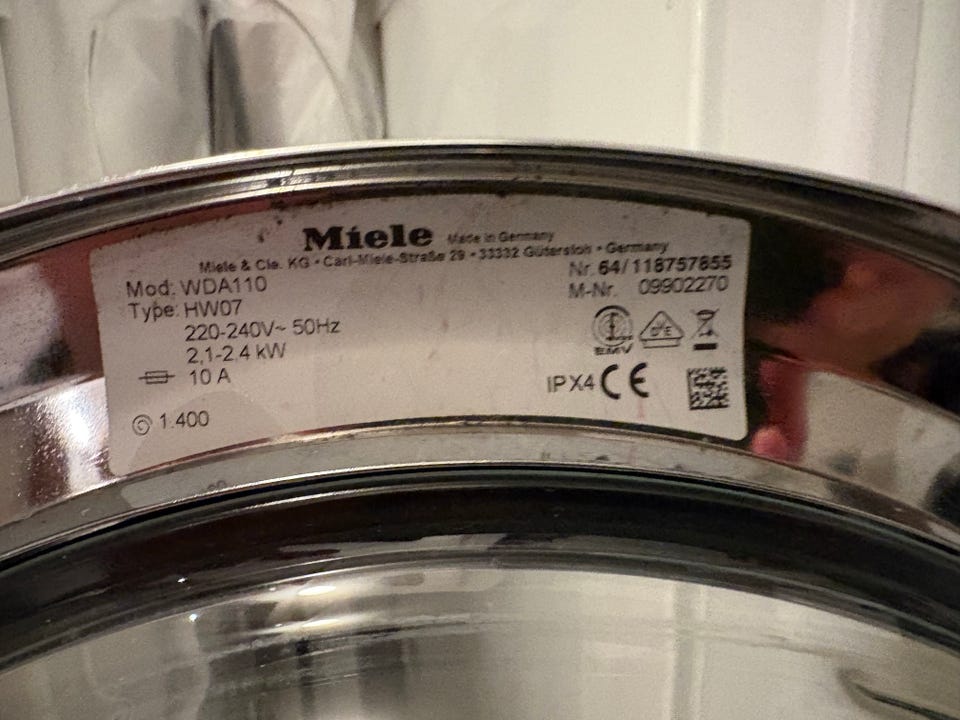 Miele Made in Germany
Miele & Cie. KG • Carl-Miele-Straße 29 • 33332 Gütersloh • Germany
Mod: WDA110
Type: HW07
220-240V~ 50Hz
2,1-2,4 kW
10 A
1.400
Nr. 64/118757855
M-Nr. 09902270
EMV
IPX4 CE